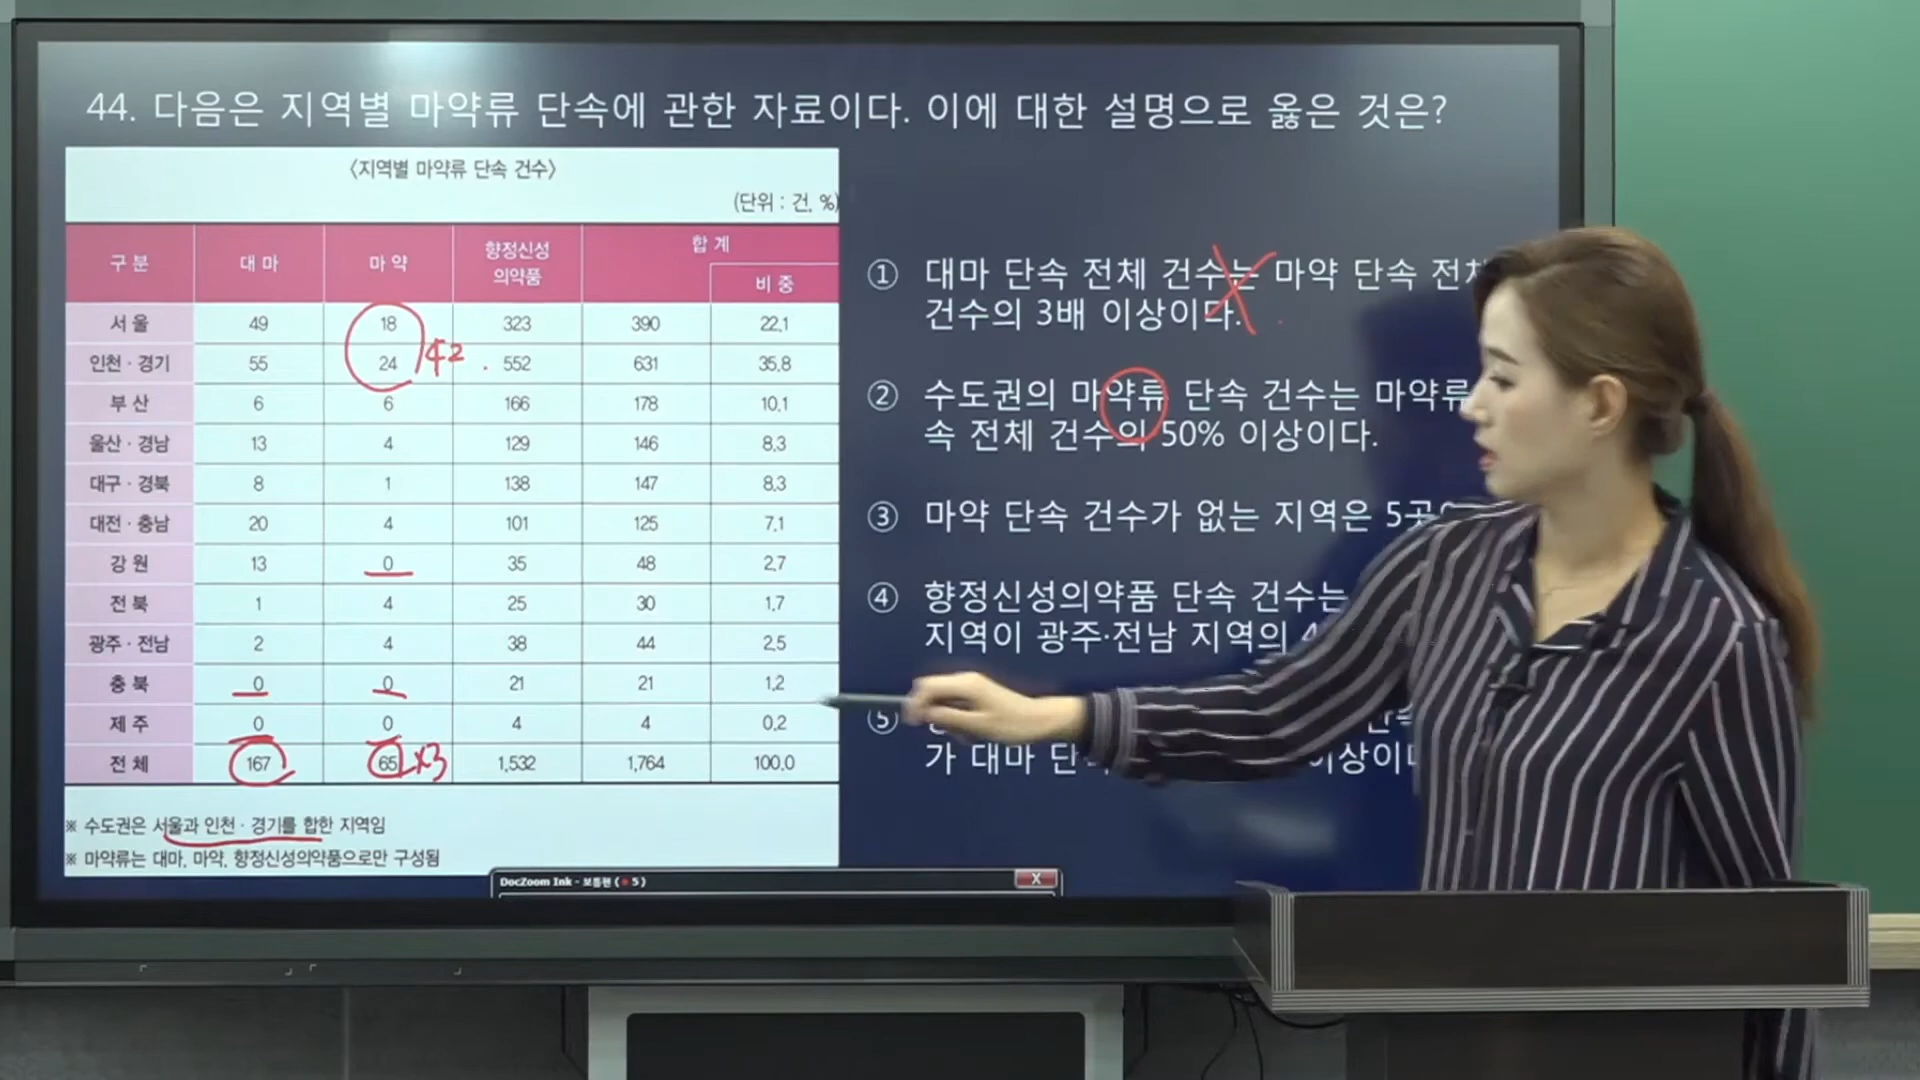 44. 다음은 지역별 마약류 단속에 관한 자료이다. 이에 대한 설명으로 옳은 것은?
〈지역별 마약류 단속 건수〉
(단위 : 건, %)
구 분 대 마 마 약 향정신성 의약품 합 계 비 중
서 울 49 18 323 390 22.1
42
인천 · 경기 55 24 552 631 35.8
부 산 6 6 166 178 10.1
울산 · 경남 13 4 129 146 8.3
대구 · 경북 8 1 138 147 8.3
대전 · 충남 20 4 101 125 7.1
강 원 13 0 35 48 2.7
전 북 1 4 25 30 1.7
광주 · 전남 2 4 38 44 2.5
충 북 0 0 21 21 1.2
제 주 0 0 4 4 0.2
전 체 167 65 1,532 1,764 100.0
x3
※ 수도권은 서울과 인천 · 경기를 합한 지역임
※ 마약류는 대마, 마약, 향정신성의약품으로만 구성됨
① 대마 단속 전체 건수는 마약 단속
건수의 3배 이상이다.
② 수도권의 마약류 단속 건수는 마약류
속 전체 건수의 50% 이상이다.
③ 마약 단속 건수가 없는 지역은 5곳
④ 향정신성의약품 단속 건수는
지역이 광주·전남 지역의
⑤
가 대마
DocZoom Ink - 보통펜 ( 5 )
X